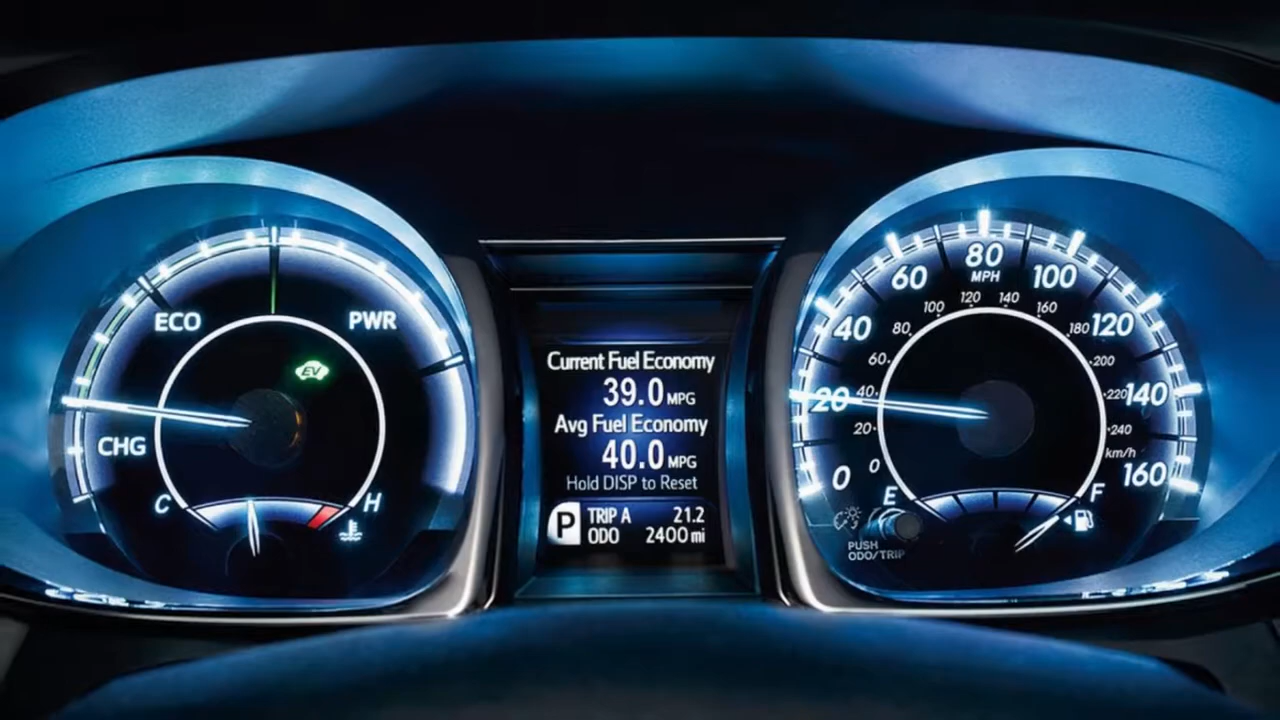 ECO
PWR
EV
CHG
C
H
Current Fuel Economy
39.0 MPG
Avg Fuel Economy
40.0 MPG
Hold DISP to Reset
P
TRIP A 21.2
ODO 2400 mi
0
20
40
60
80
100
120
140
160
MPH
0
20
40
60
80
100
120
140
160
180
200
220
240
km/h
E
F
PUSH
ODO/TRIP